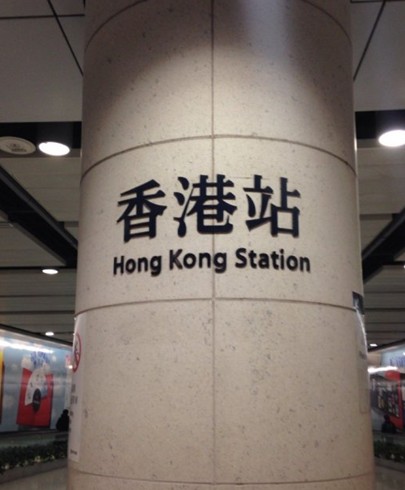 香港站
Hong Kong Station